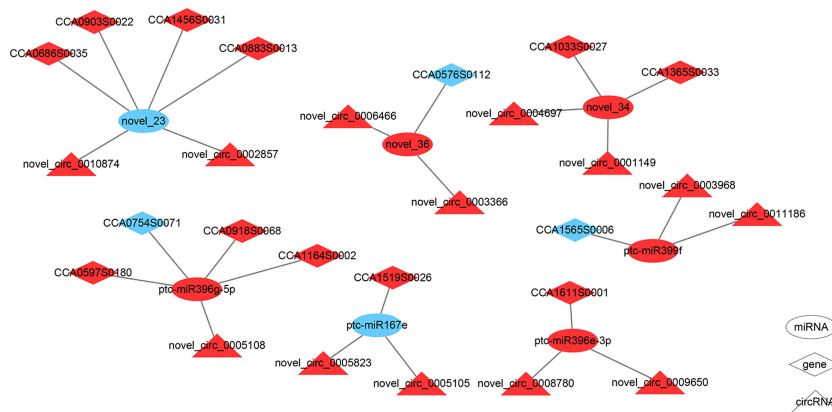 CCA0903S0022
CCA1456S0031
CCA0686S0035
CCA0883S0013
novel_23
novel_circ_0010874
novel_circ_0002857
CCA0576S0112
novel_circ_0006466
novel_36
novel_circ_0003366
CCA1033S0027
CCA1365S0033
novel_34
novel_circ_0004697
novel_circ_0001149
CCA0754S0071
CCA0918S0068
CCA1164S0002
CCA0597S0180
ptc-miR396g-5p
novel_circ_0005108
CCA1519S0026
ptc-miR167e
novel_circ_0005823
novel_circ_0005105
novel_circ_0003968
novel_circ_0011186
CCA1565S0006
ptc-miR399f
CCA1611S0001
ptc-miR396e-3p
novel_circ_0008780
novel_circ_0009650
miRNA
gene
circRNA